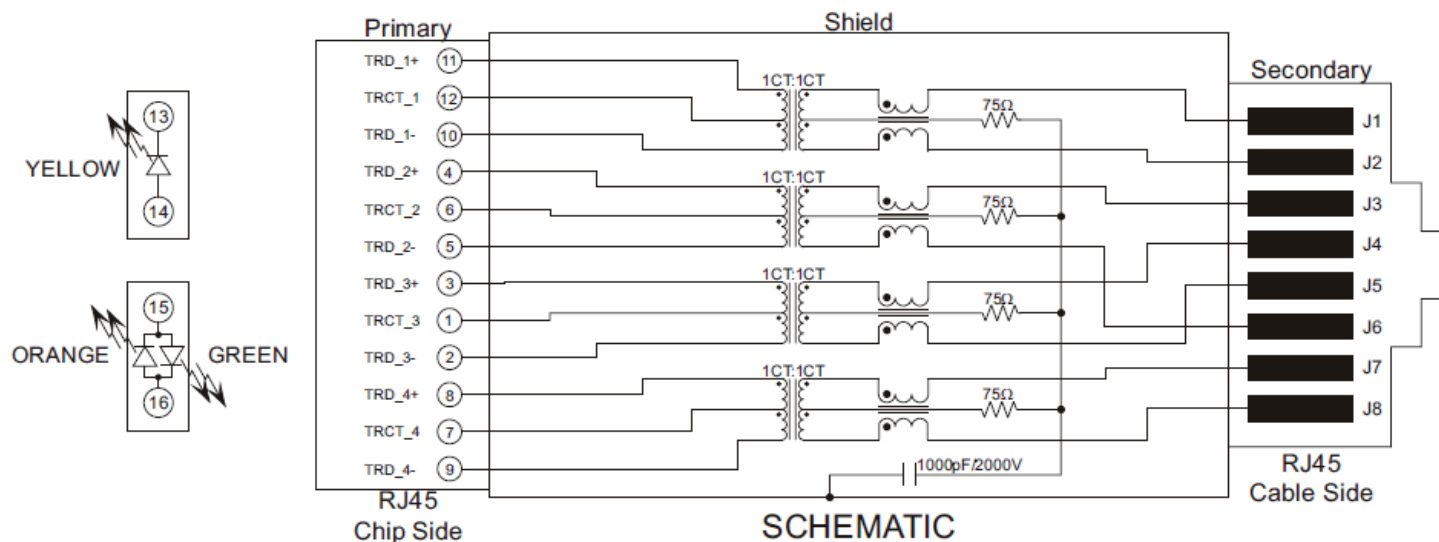 Primary
Shield
Secondary
TRD_1+ 11
TRCT_1 12
TRD_1- 10
TRD_2+ 4
TRCT_2 6
TRD_2- 5
TRD_3+ 3
TRCT_3 1
TRD_3- 2
TRD_4+ 8
TRCT_4 7
TRD_4- 9
RJ45
Chip Side
13
YELLOW
14
15
ORANGE GREEN
16
1CT:1CT
75Ω
1CT:1CT
75Ω
1CT:1CT
75Ω
1CT:1CT
75Ω
1000pF/2000V
J1
J2
J3
J4
J5
J6
J7
J8
RJ45
Cable Side
SCHEMATIC